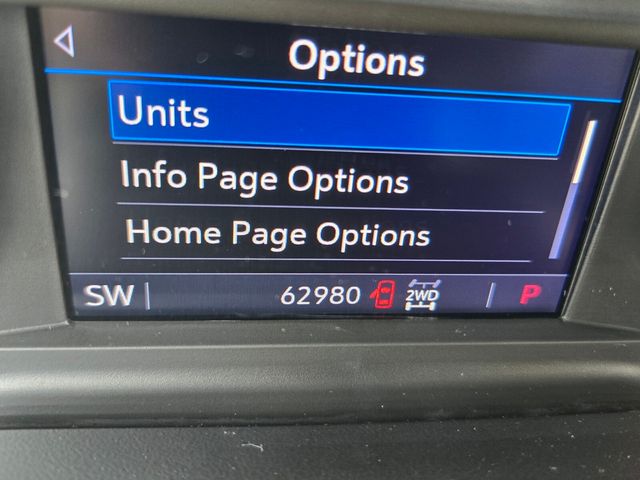 Options
Units
Info Page Options
Home Page Options
SW 62980 2WD P